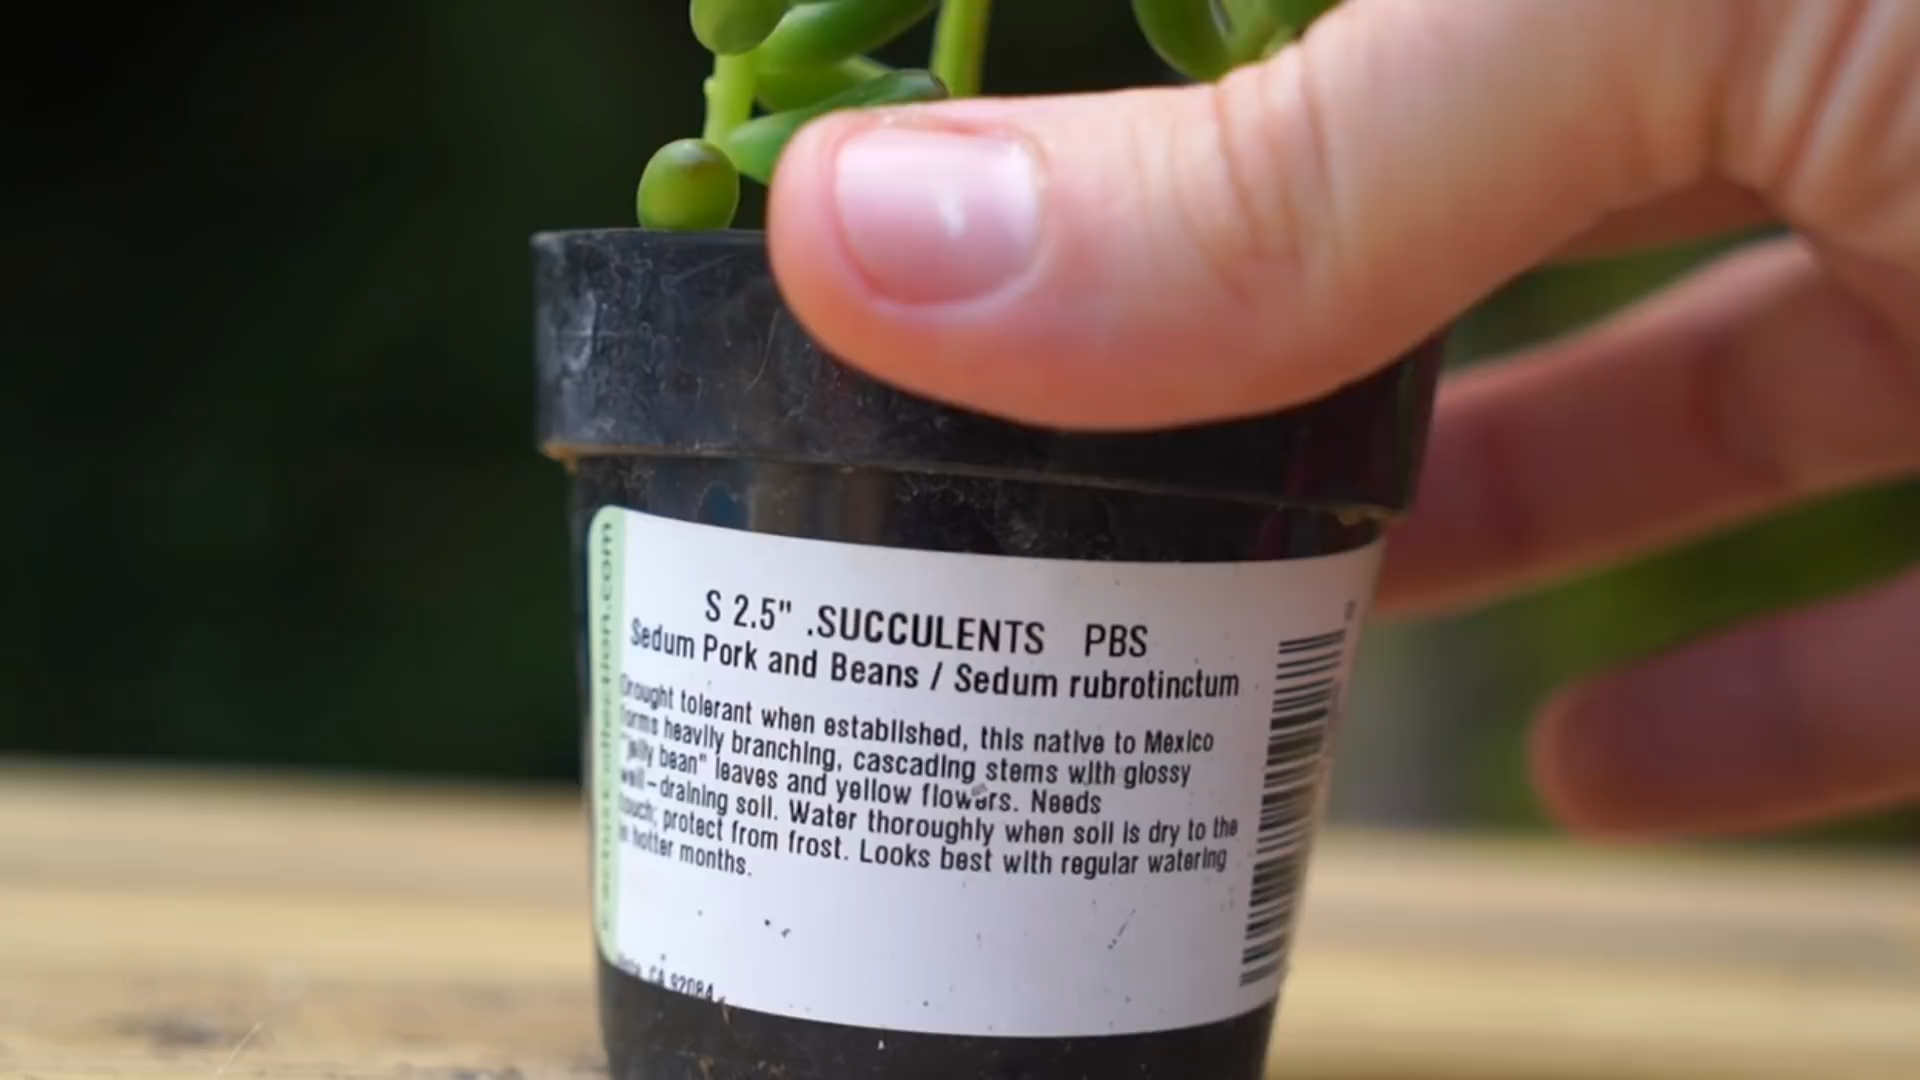 S 2.5" .SUCCULENTS PBS
Sedum Pork and Beans / Sedum rubrotinctum
Drought tolerant when established, this native to Mexico
forms heavily branching, cascading stems with glossy
"jelly bean" leaves and yellow flowers. Needs
well-draining soil. Water thoroughly when soil is dry to the
touch; protect from frost. Looks best with regular watering
in hotter months.
CA 92084